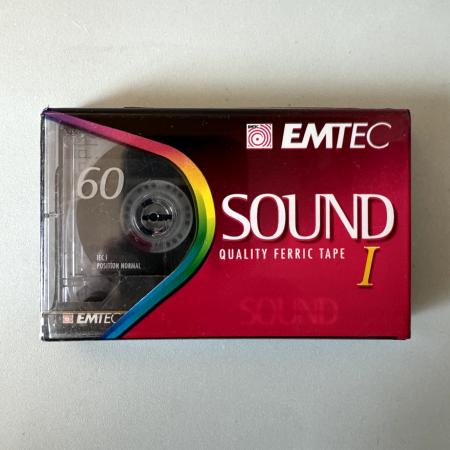 EMTEC
60
SOUND
QUALITY FERRIC TAPE
I
IEC I
POSITION NORMAL
SOUND
EMTEC